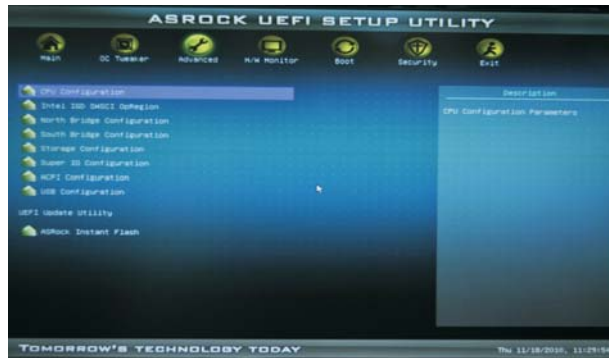 ASROCK UEFI SETUP UTILITY
Main
OC Tweaker
Advanced
H/W Monitor
Boot
Security
Exit
CPU Configuration
Intel IGD SWSCI OpRegion
North Bridge Configuration
South Bridge Configuration
Storage Configuration
Super IO Configuration
ACPI Configuration
USB Configuration
UEFI Update Utility
ASRock Instant Flash
Description
CPU Configuration Parameters
TOMORROW'S TECHNOLOGY TODAY
Thu 11/18/2010,